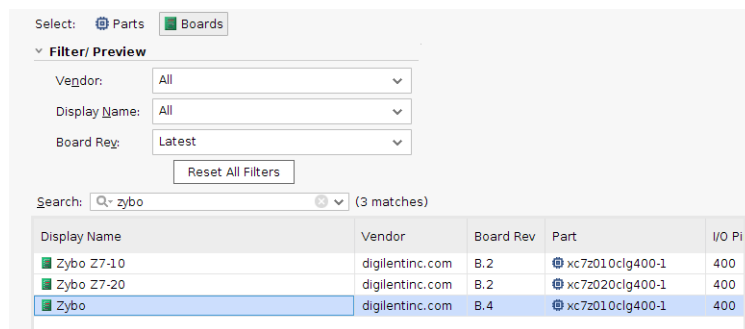 Select: Parts Boards
Filter/ Preview
Vendor: All
Display Name: All
Board Rev: Latest
Reset All Filters
Search: zybo (3 matches)
Display Name Vendor Board Rev Part I/O Pi
Zybo Z7-10 digilentinc.com B.2 xc7z010clg400-1 400
Zybo Z7-20 digilentinc.com B.2 xc7z020clg400-1 400
Zybo digilentinc.com B.4 xc7z010clg400-1 400